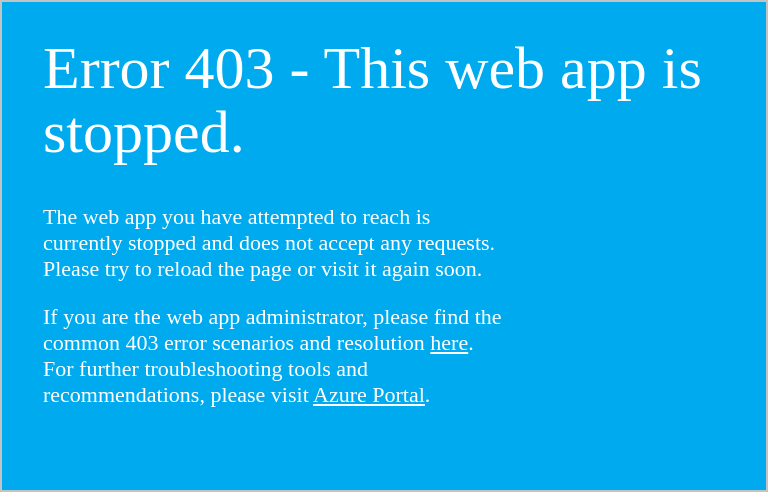 Error 403 - This web app is
stopped.
The web app you have attempted to reach is
currently stopped and does not accept any requests.
Please try to reload the page or visit it again soon.
If you are the web app administrator, please find the
common 403 error scenarios and resolution here.
For further troubleshooting tools and
recommendations, please visit Azure Portal.